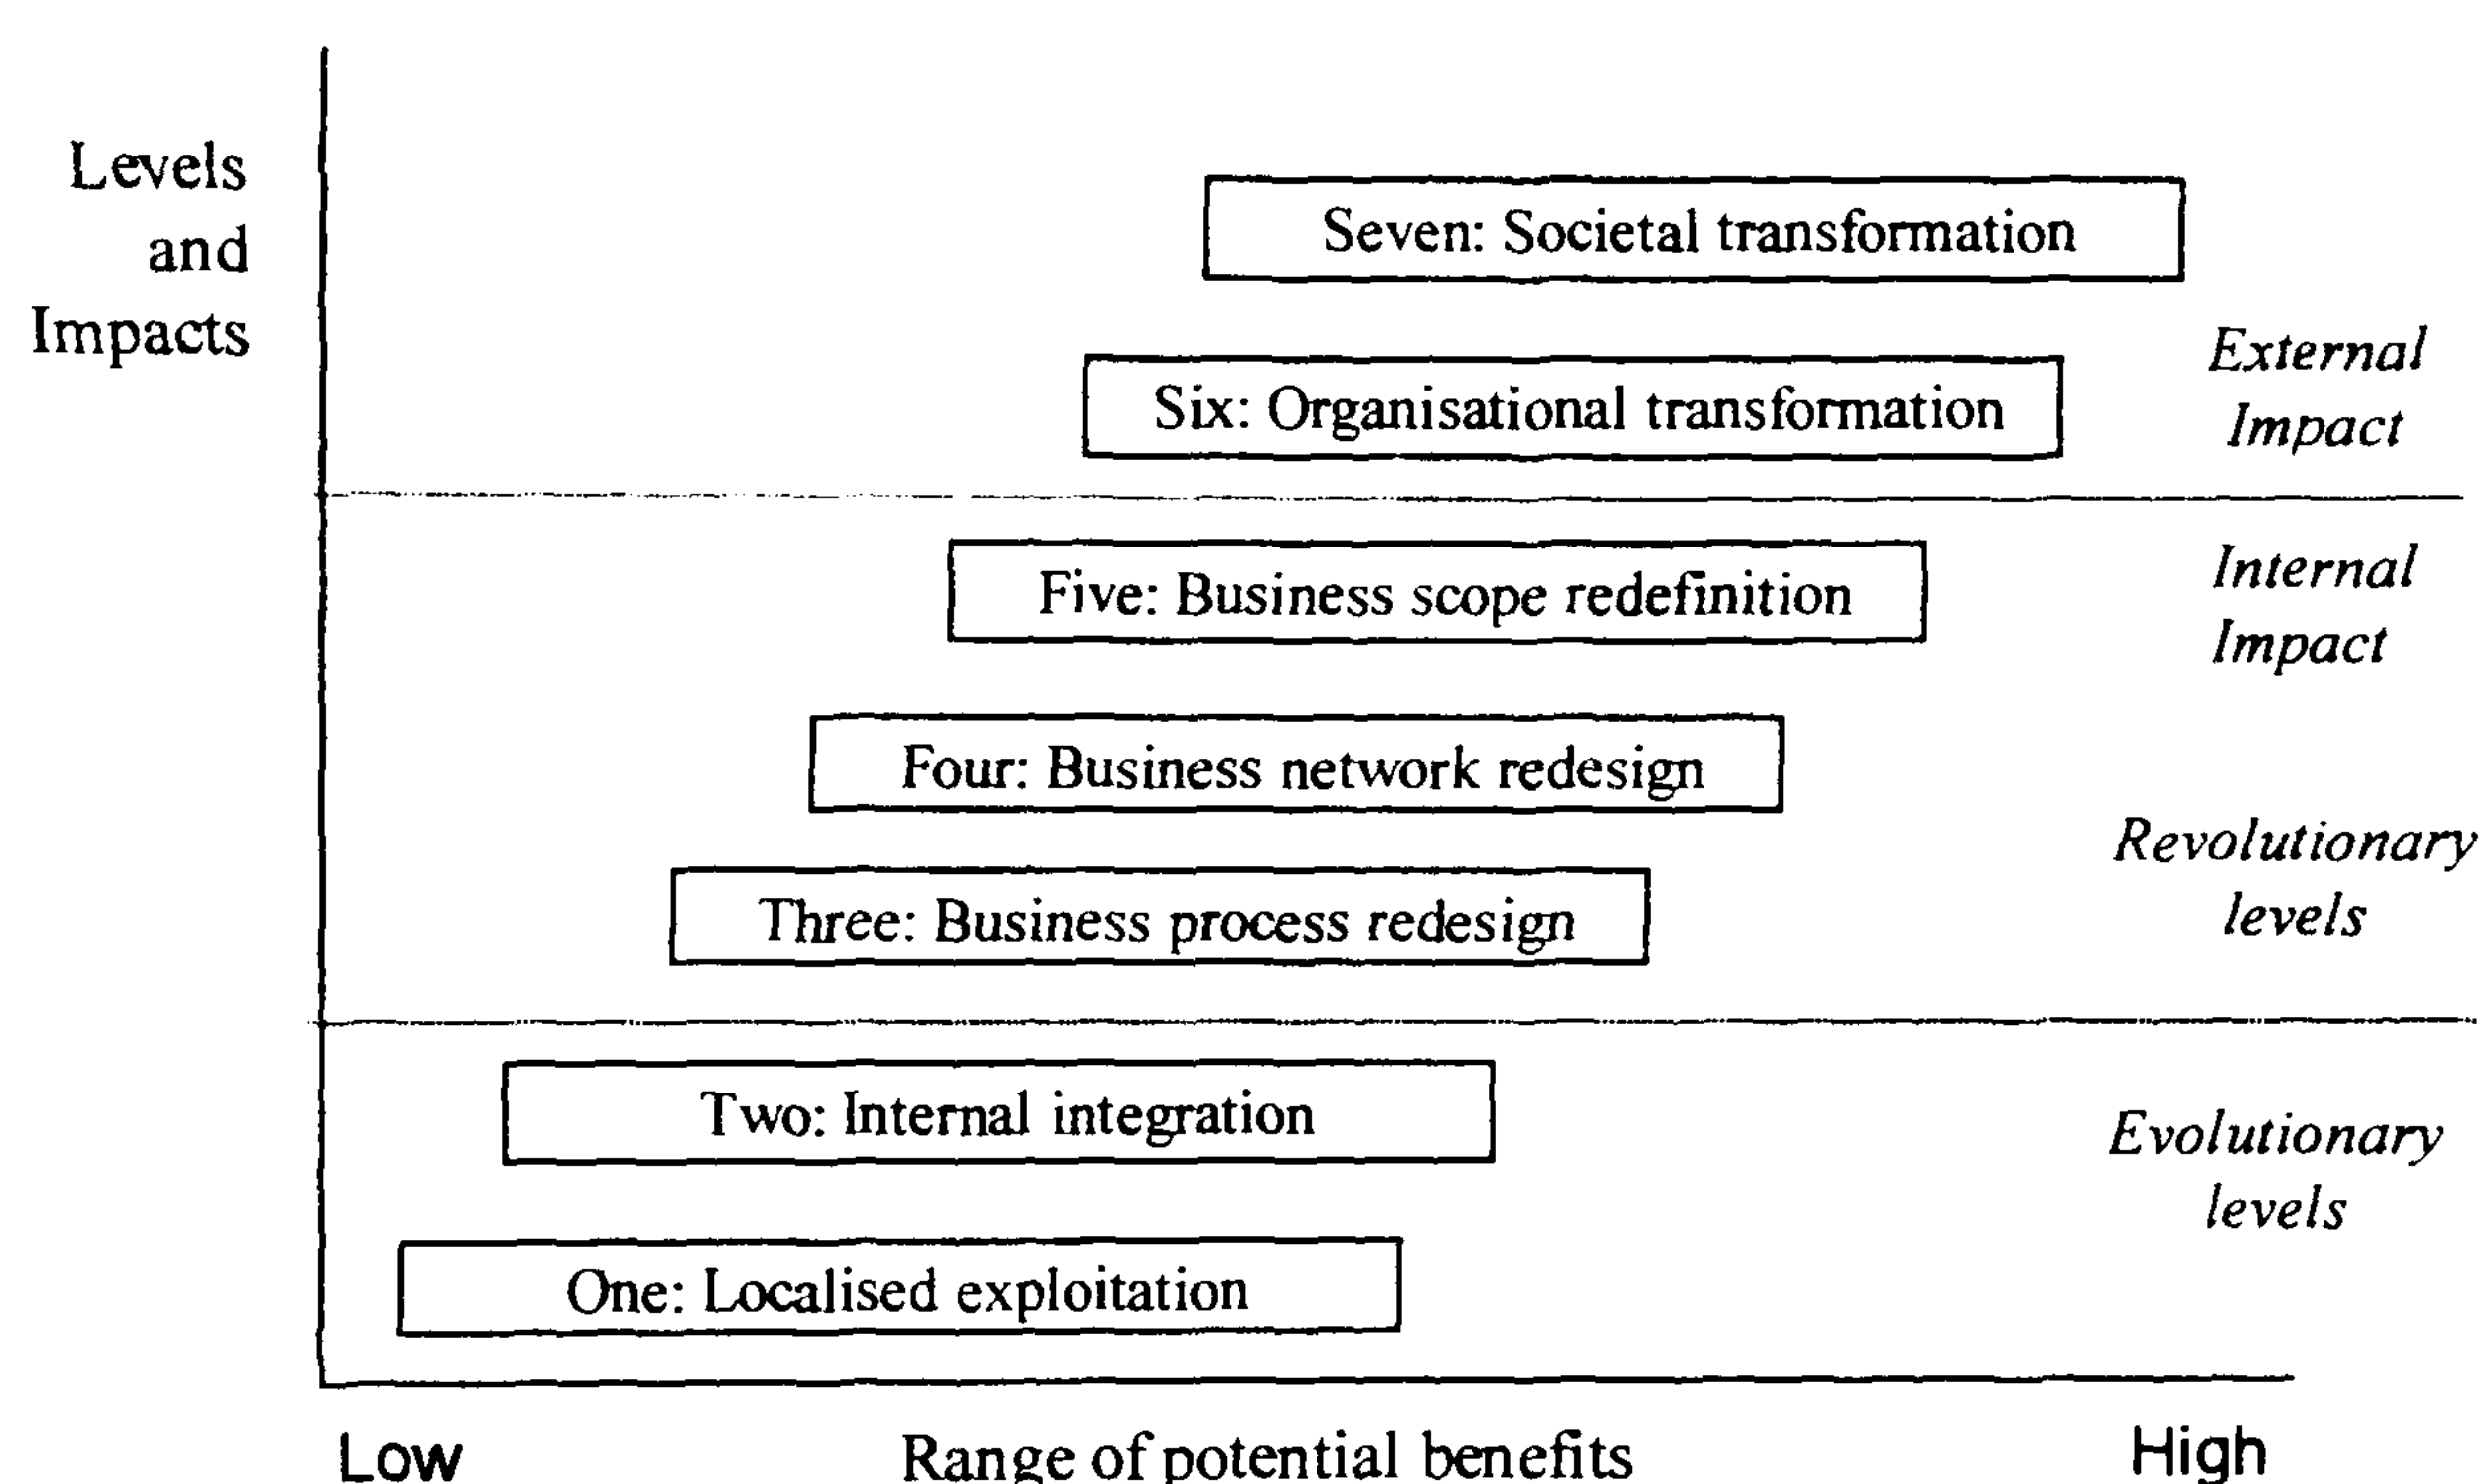 Levels
and
Impacts
Seven: Societal transformation
Six: Organisational transformation
External
Impact
Five: Business scope redefinition
Internal
Impact
Four: Business network redesign
Revolutionary
levels
Three: Business process redesign
Two: Internal integration
Evolutionary
levels
One: Localised exploitation
Low
Range of potential benefits
High